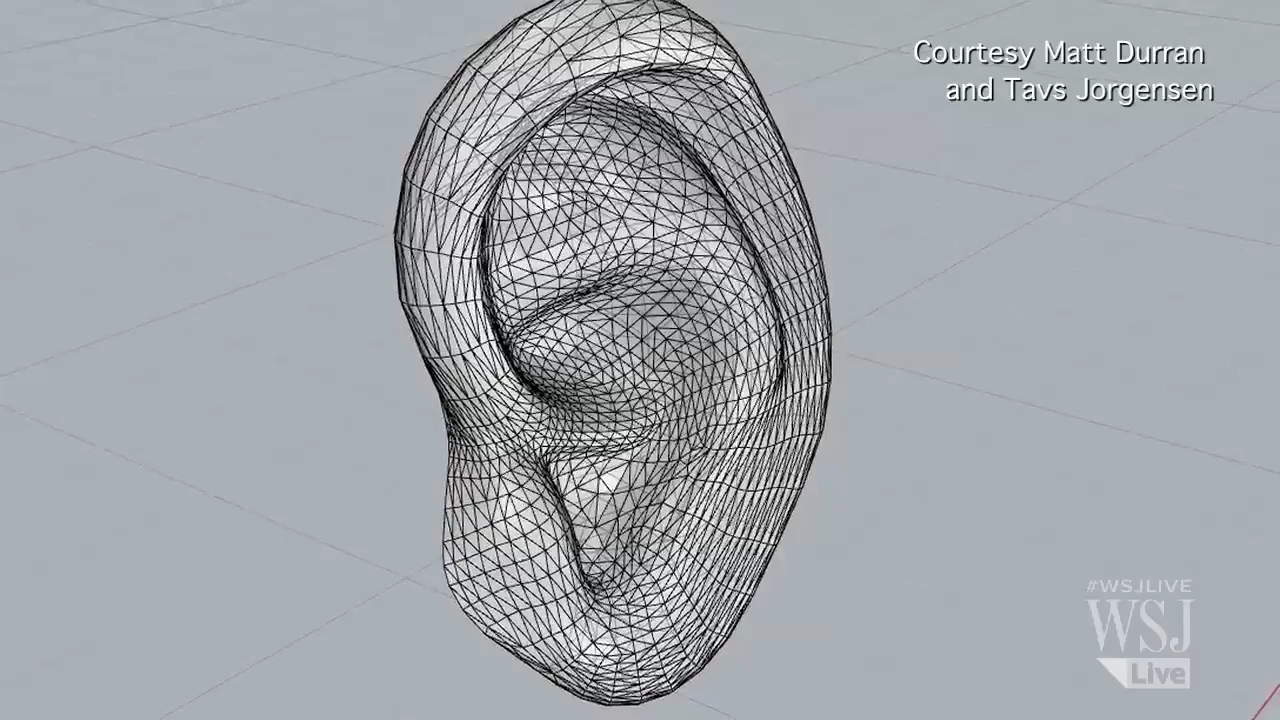 Courtesy Matt Durran
and Tavs Jorgensen
#WSJLIVE
WSJ
Live